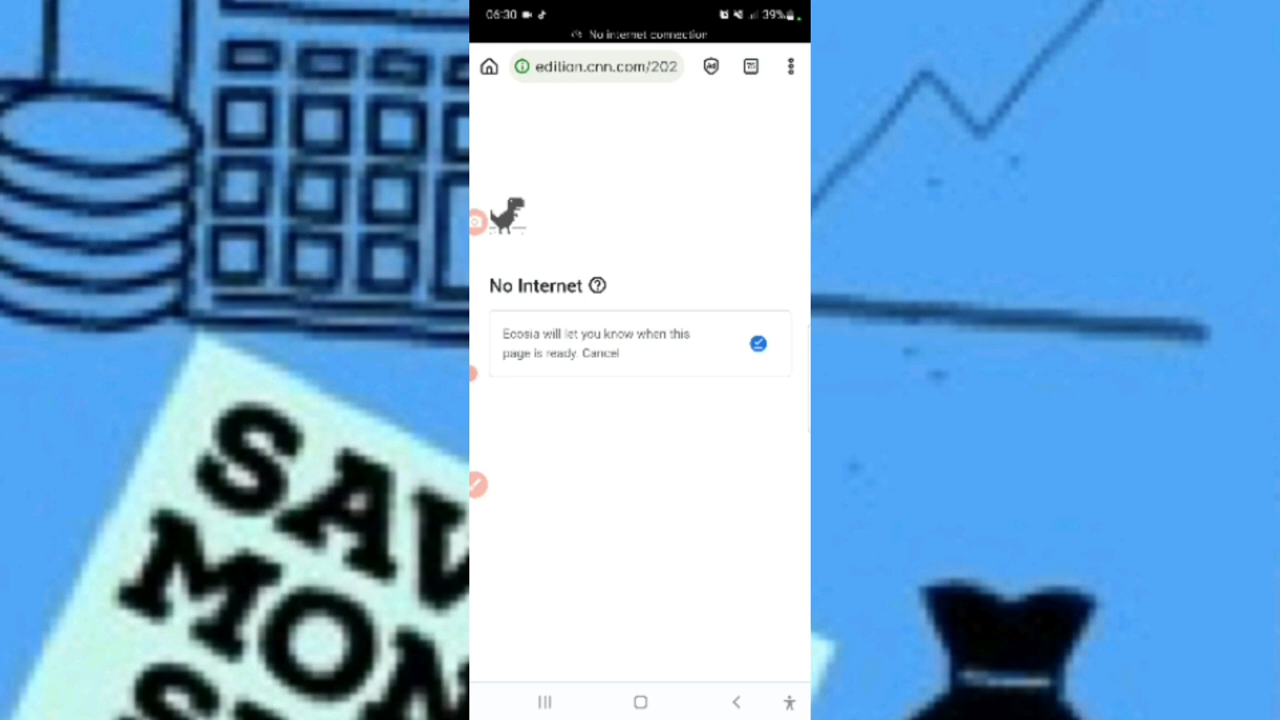 06:30
39%
No internet connection
edition.cnn.com/202
No Internet
Ecosia will let you know when this
page is ready. Cancel
SAV
MON